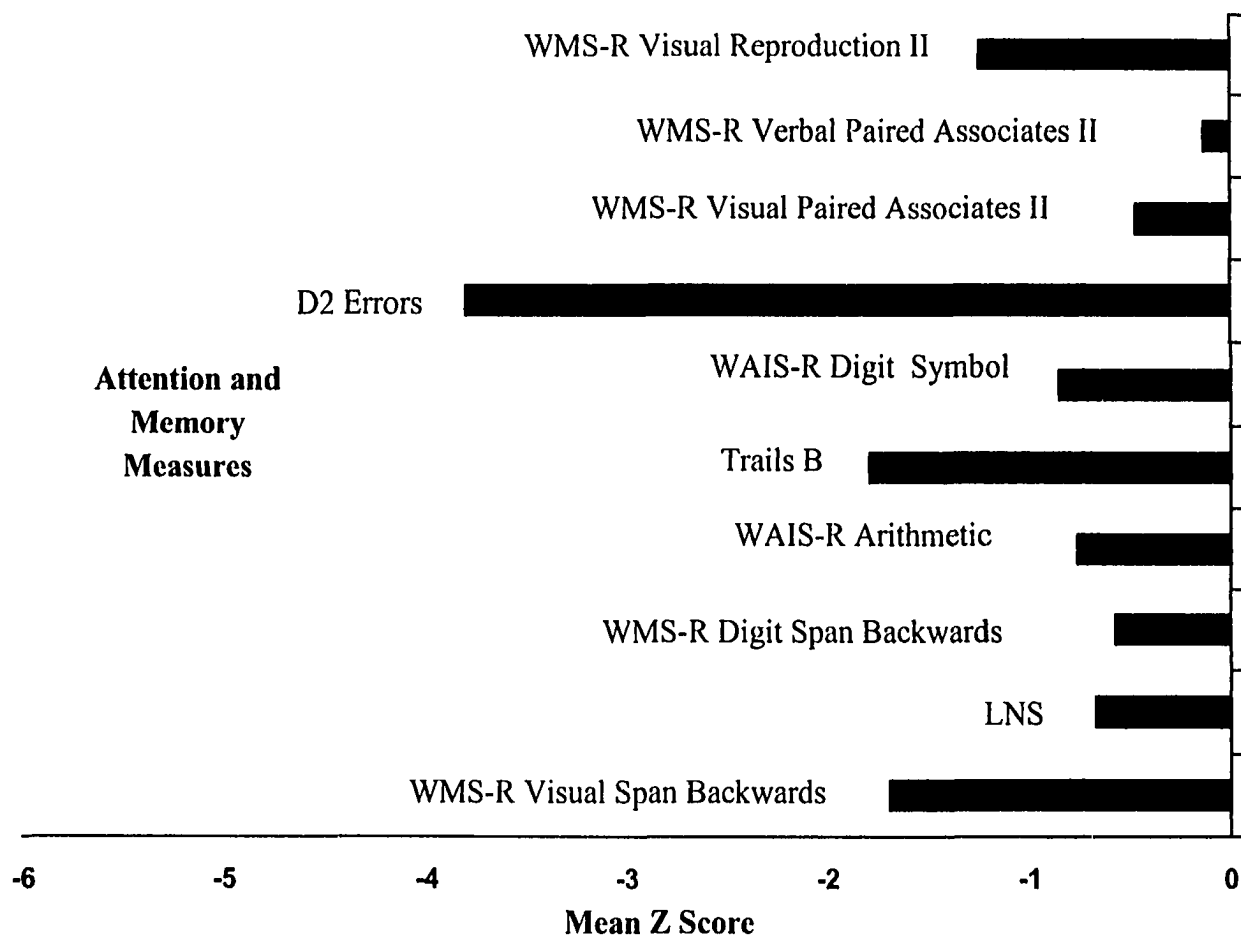 WMS-R Visual Reproduction II
WMS-R Verbal Paired Associates II
WMS-R Visual Paired Associates II
D2 Errors
WAIS-R Digit Symbol
Attention and
Memory
Measures
Trails B
WAIS-R Arithmetic
WMS-R Digit Span Backwards
LNS
WMS-R Visual Span Backwards
-6 -5 -4 -3 -2 -1 0
Mean Z Score